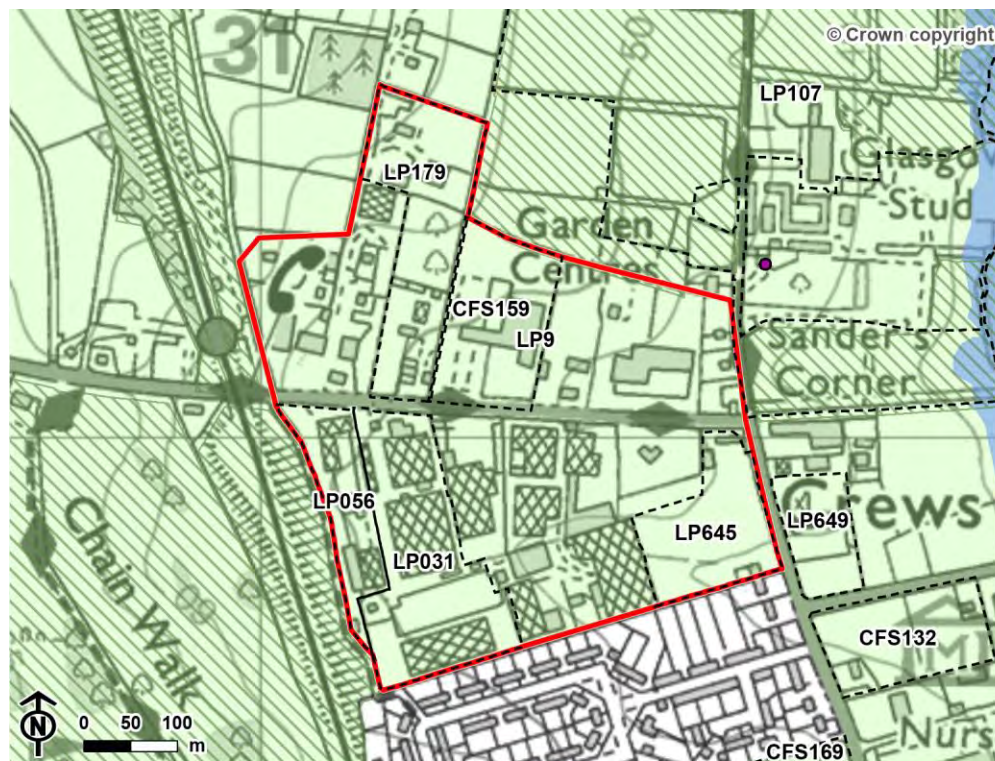 © Crown copyright
31
50
LP107
LP179
Glasgo
Stud
Garden
Centres
CFS159
LP9
Sander's
Corner
LP056
LP031
LP645
LP649
Crews
Chain Walk
CFS132
N
0 50 100
m
Nurs
CFS169